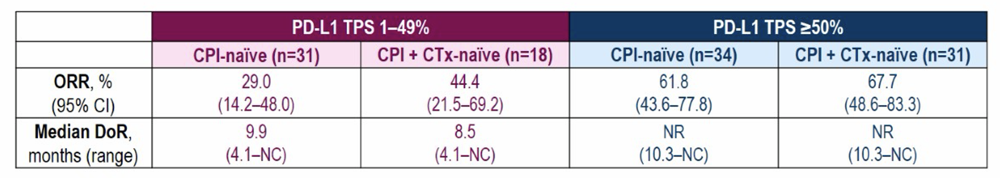 PD-L1 TPS 1–49% PD-L1 TPS ≥50%
CPI-naïve (n=31) CPI + CTx-naïve (n=18) CPI-naïve (n=34) CPI + CTx-naïve (n=31)
ORR, % 29.0 44.4 61.8 67.7
(95% CI) (14.2–48.0) (21.5–69.2) (43.6–77.8) (48.6–83.3)
Median DoR, 9.9 8.5 NR NR
months (range) (4.1–NC) (4.1–NC) (10.3–NC) (10.3–NC)